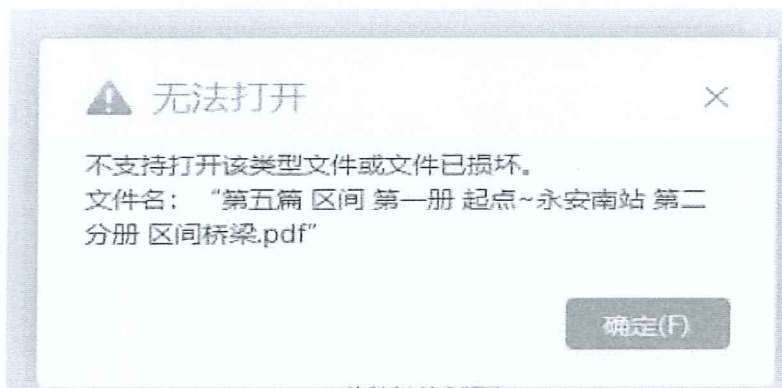 无法打开
不支持打开该类型文件或文件已损坏。
文件名：“第五篇 区间 第一册 起点~永安南站 第二
分册 区间桥梁.pdf”
确定(F)